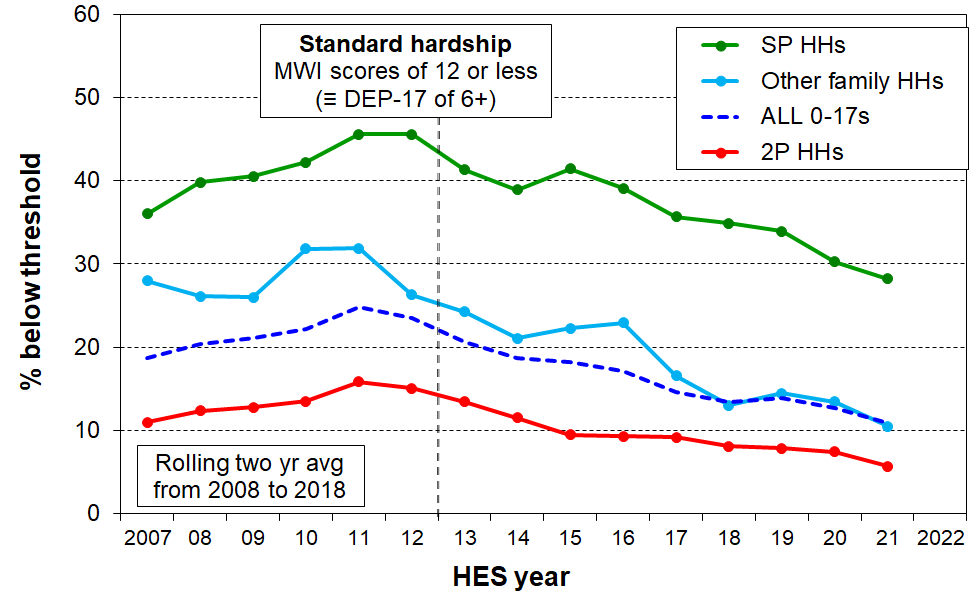 Standard hardship
MWI scores of 12 or less
(≡ DEP-17 of 6+)
SP HHs
Other family HHs
ALL 0-17s
2P HHs
60
50
40
30
20
10
0
% below threshold
Rolling two yr avg
from 2008 to 2018
2007 08 09 10 11 12 13 14 15 16 17 18 19 20 21 2022
HES year